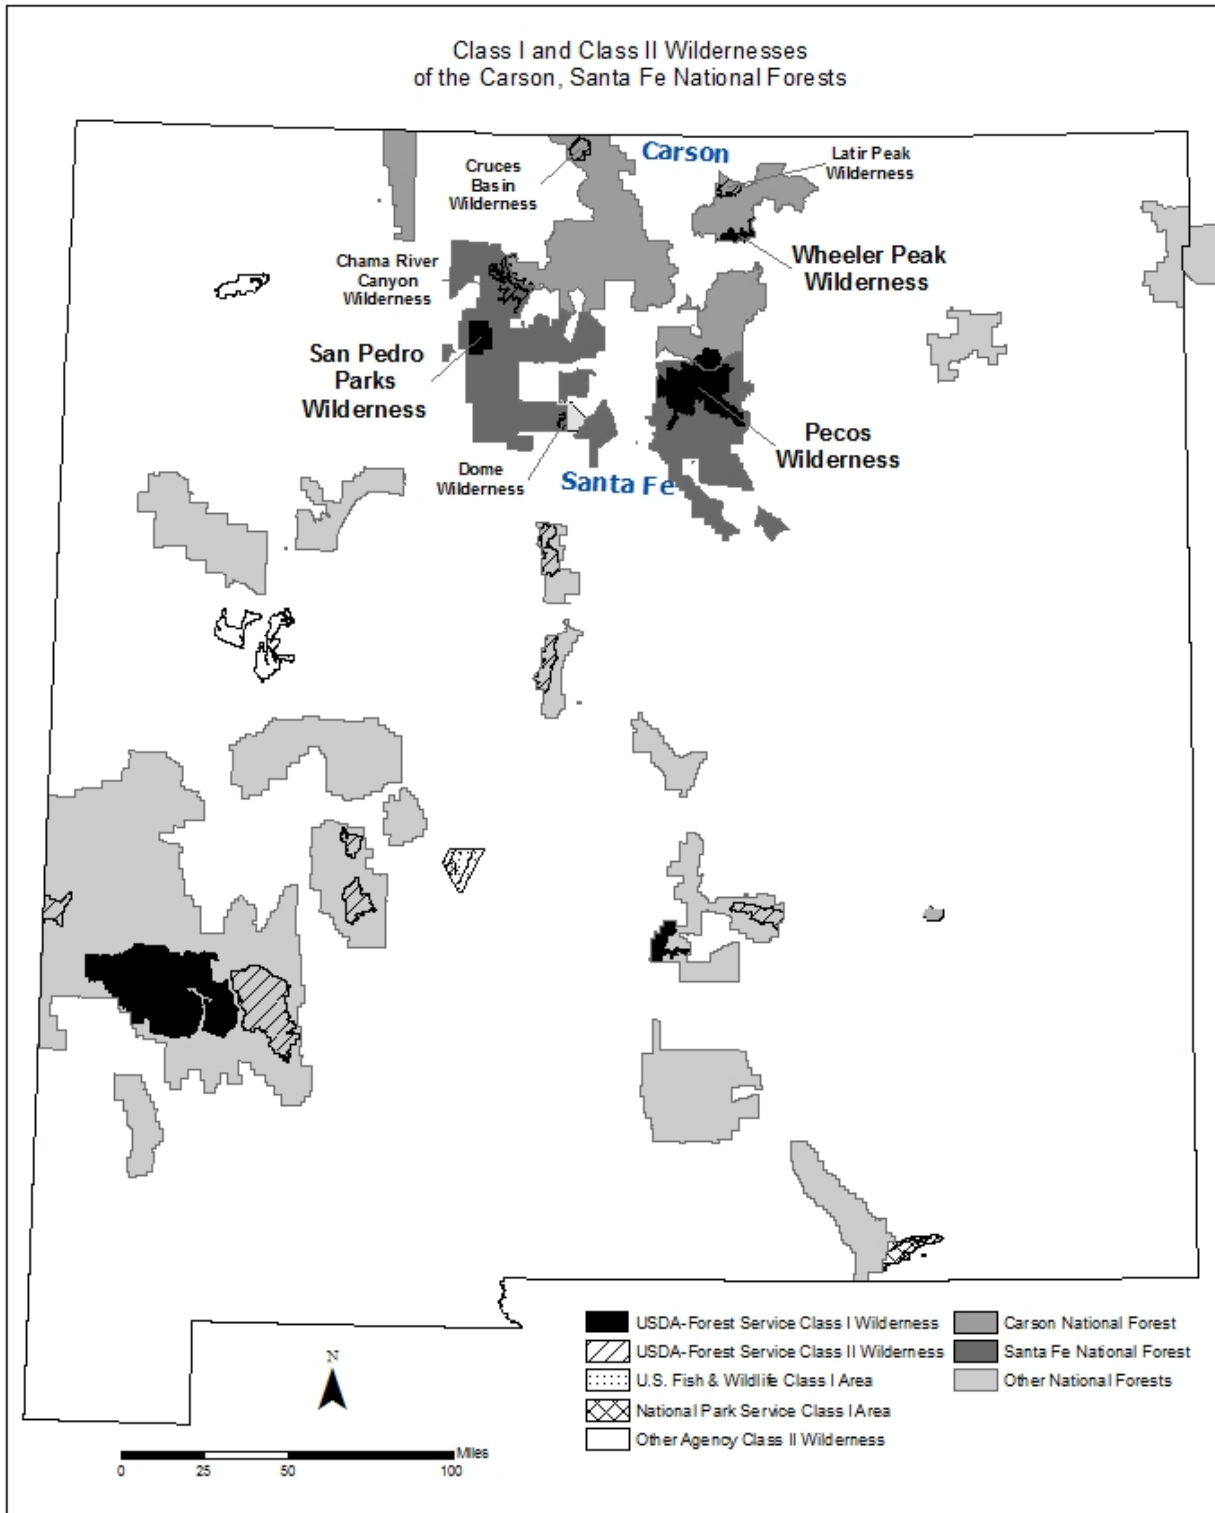 Class I and Class II Wildernesses
of the Carson, Santa Fe National Forests
Cruces
Basin
Wilderness
Carson
Latir Peak
Wilderness
Wheeler Peak
Wilderness
Chama River
Canyon
Wilderness
San Pedro
Parks
Wilderness
Pecos
Wilderness
Dome
Wilderness
Santa Fe
USDA-Forest Service Class I Wilderness
USDA-Forest Service Class II Wilderness
U.S. Fish & Wildlife Class I Area
National Park Service Class I Area
Other Agency Class II Wilderness
Carson National Forest
Santa Fe National Forest
Other National Forests
N
Miles
0 25 50 100